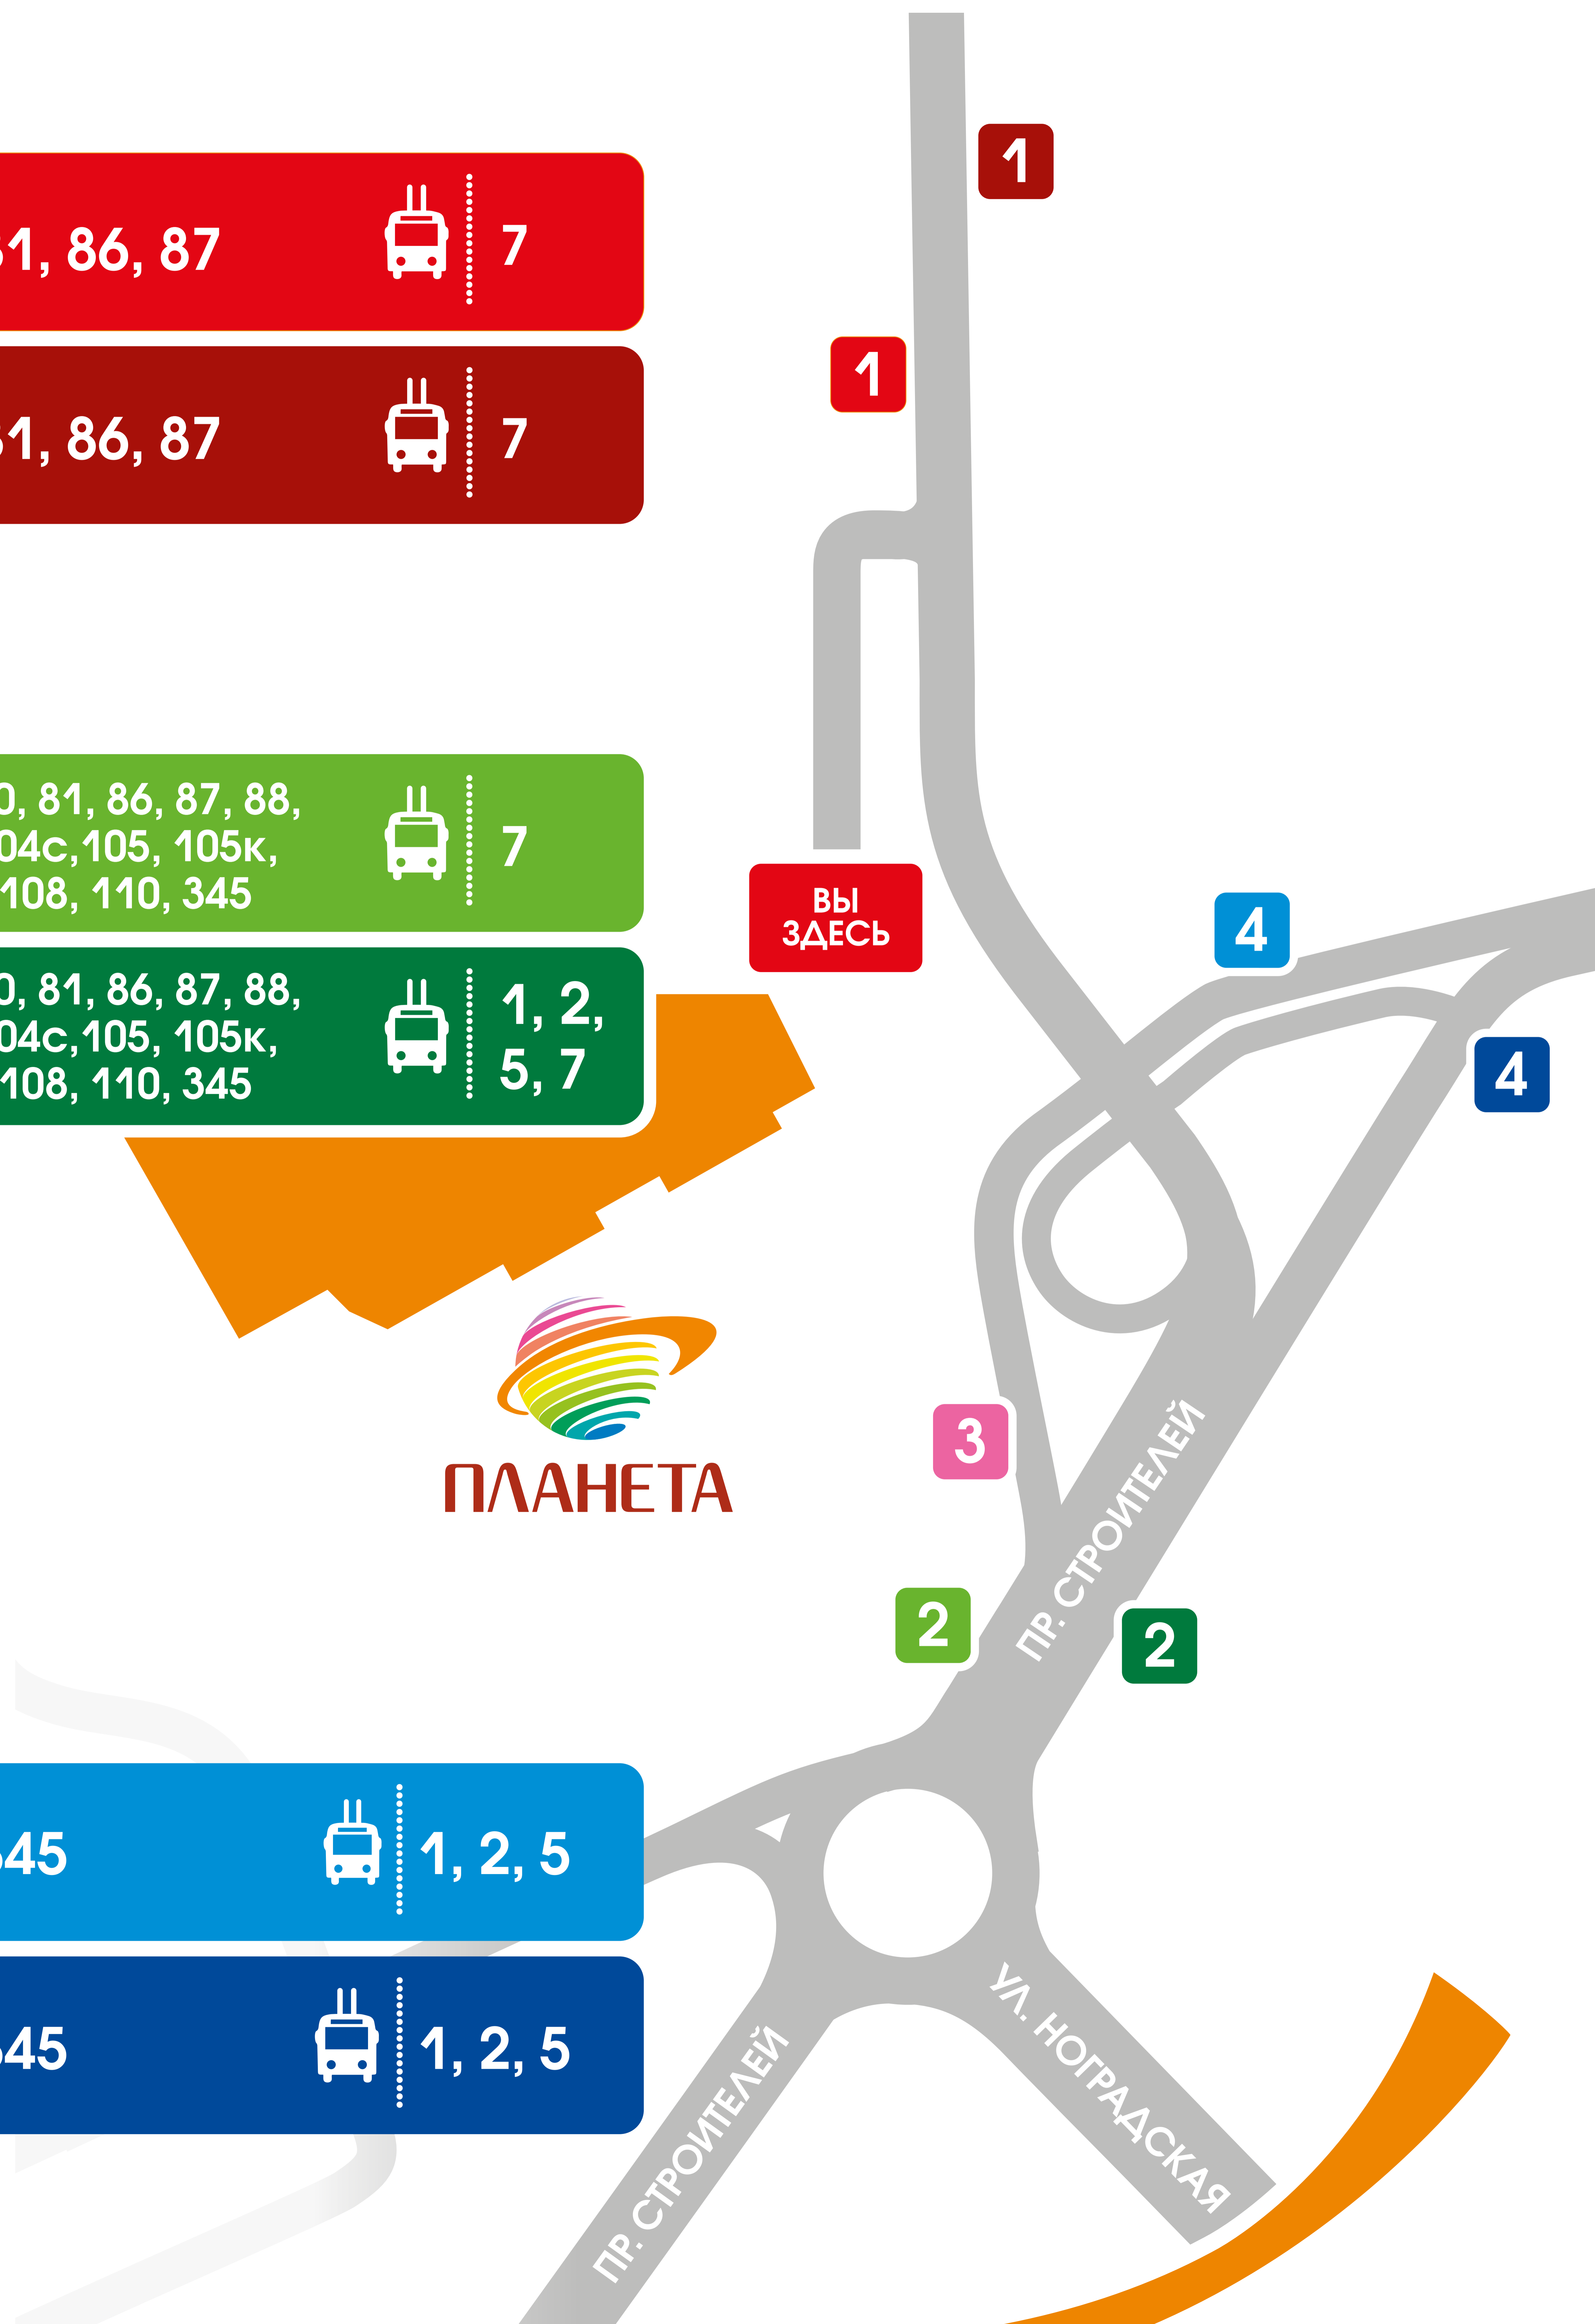 1
1, 86, 87
7
1
1, 86, 87
7
81, 86, 87, 88,
04с,105, 105к,
108, 110, 345
7
ВЫ
ЗДЕСЬ
4
81, 86, 87, 88,
04с,105, 105к,
108, 110, 345
1, 2,
5, 7
4
ПЛАНЕТА
3
ПР. СТРОИТЕЛЕЙ
2
2
45
1, 2, 5
45
1, 2, 5
УЛ. НОГРАДСКАЯ
ПР. СТРОИТЕЛЕЙ